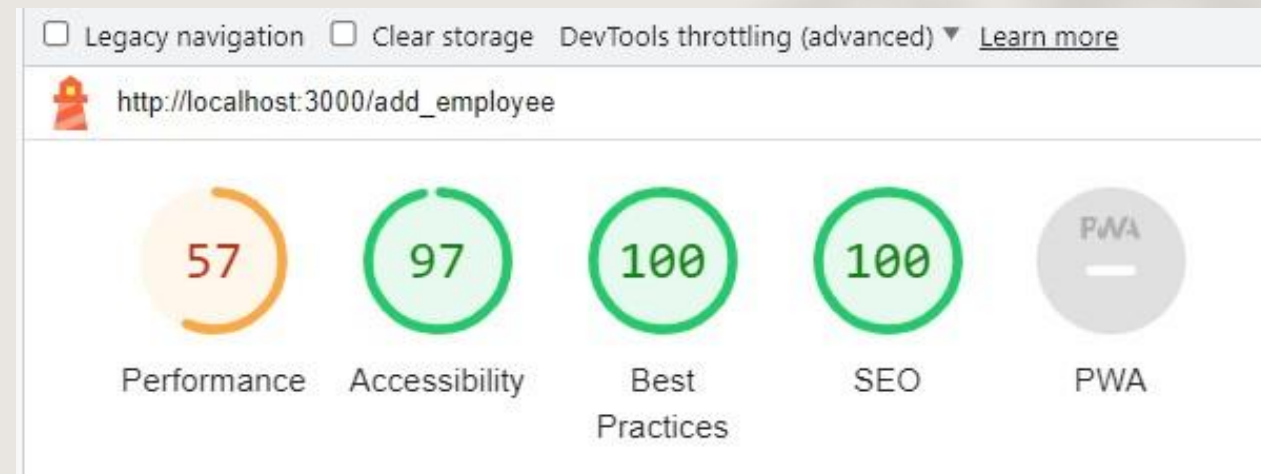 Legacy navigation Clear storage DevTools throttling (advanced) ▼ Learn more
http://localhost:3000/add_employee
57 97 100 100 PWA
Performance Accessibility Best Practices SEO PWA